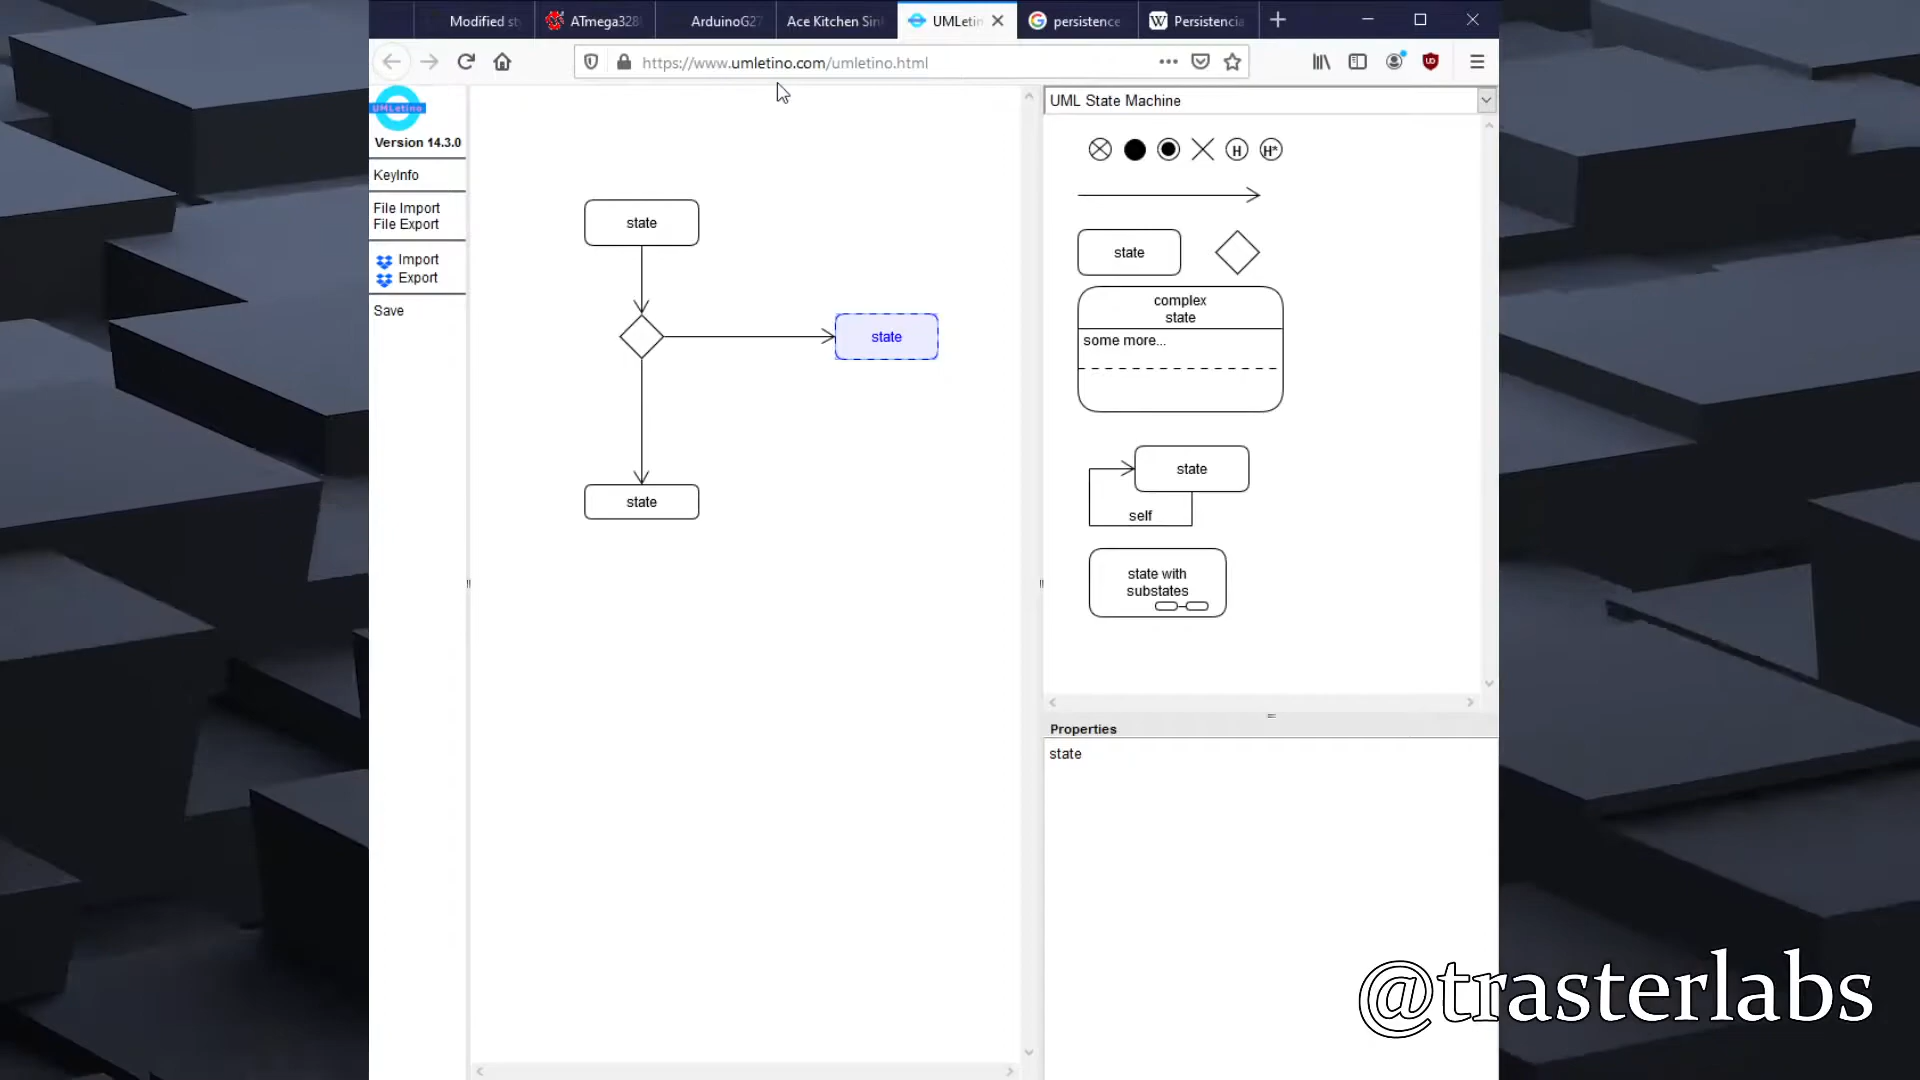 Modified st
ATmega328
ArduinoG27
Ace Kitchen Sin
UMLetin
persistence
Persistencia
https://www.umletino.com/umletino.html
UMLetino
Version 14.3.0
KeyInfo
File Import
File Export
Import
Export
Save
state
state
state
UML State Machine
H
H*
state
complex
state
some more...
state
self
state with
substates
Properties
state
@trasterlabs